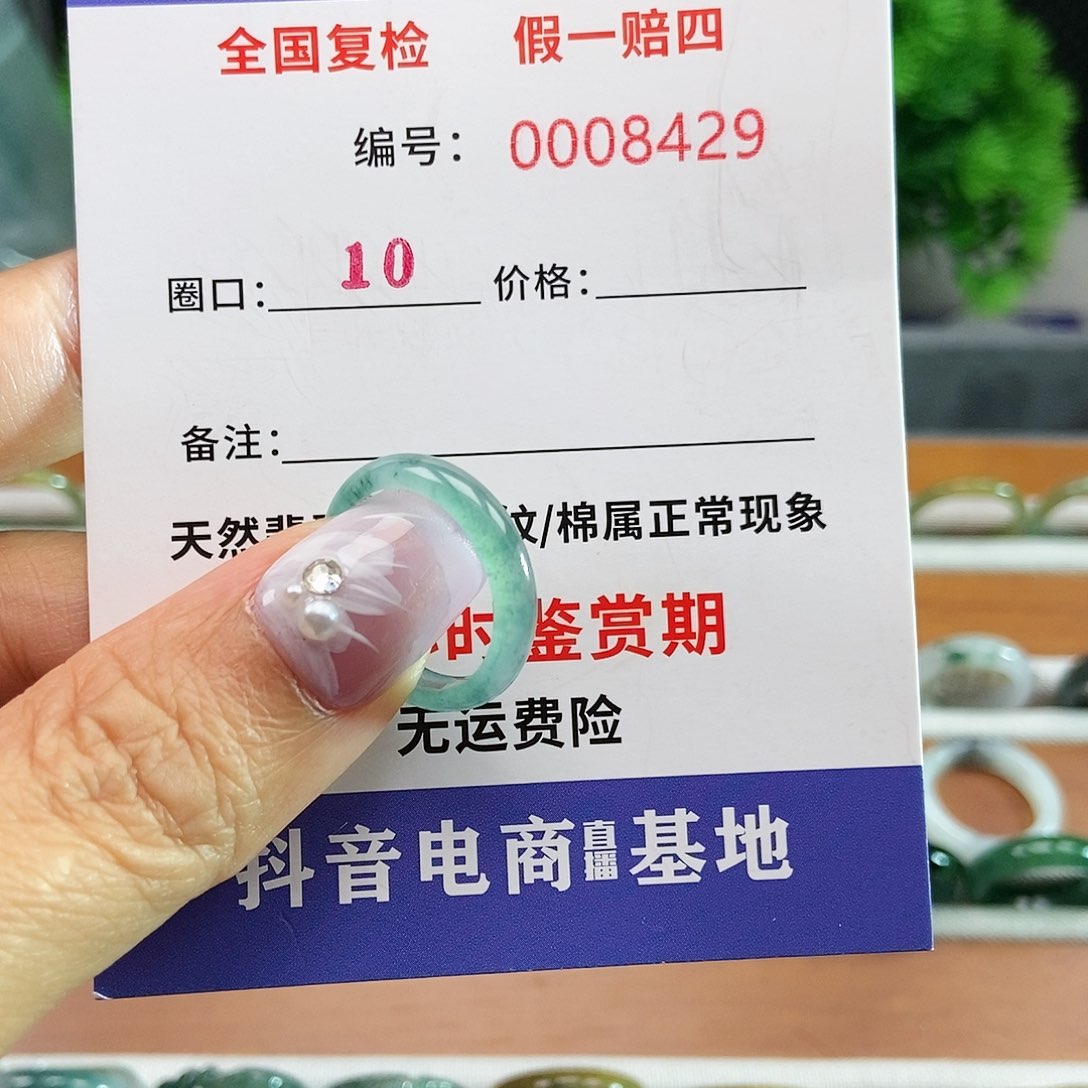 全国复检 假一赔四
编号: 0008429
圈口: 10 价格:
备注:
天然 /棉属正常现象
鉴赏期
无运费险
抖音电商直播基地